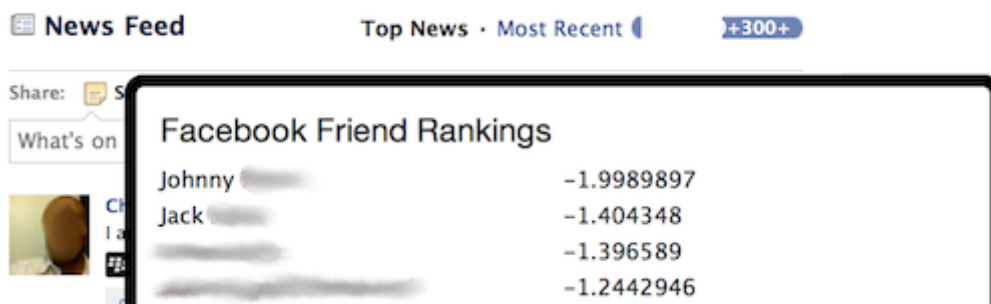 News Feed
Top News · Most Recent
+300+
Share:
What's on
Facebook Friend Rankings
Johnny -1.9989897
Jack -1.404348
-1.396589
-1.2442946